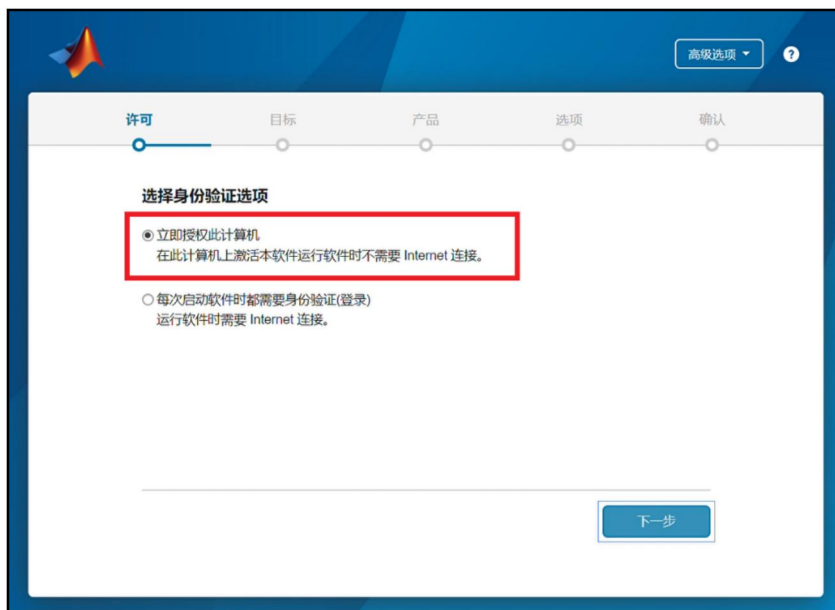 高级选项
?
许可
目标
产品
选项
确认
选择身份验证选项
立即授权此计算机
在此计算机上激活本软件运行软件时不需要 Internet 连接。
每次启动软件时都需要身份验证(登录)
运行软件时需要 Internet 连接。
下一步